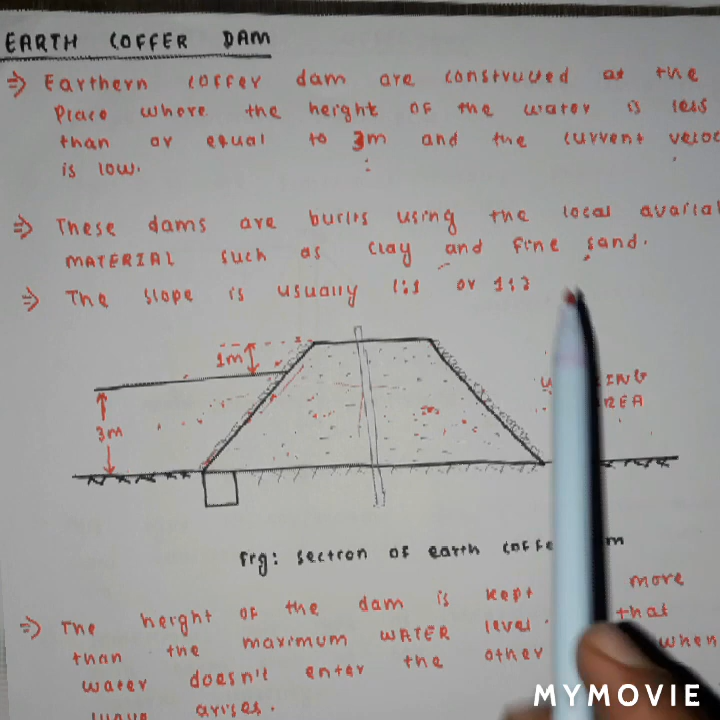 EARTH COFFER DAM
⇒ Earthern coffer dam are constructed at the
place where the height of the water is less
than or equal to 3m and the current veloc
is low.
⇒ These dams are builts using the local availa
MATERIAL such as clay and fine sand.
⇒ The slope is usually 1:1 or 1:2
1m
3m
ING
REA
Fig: section of earth coffe m
⇒ The height of the dam is kept more
than the maximum WATER level. that
water doesn't enter the other when
arises.
MYMOVIE